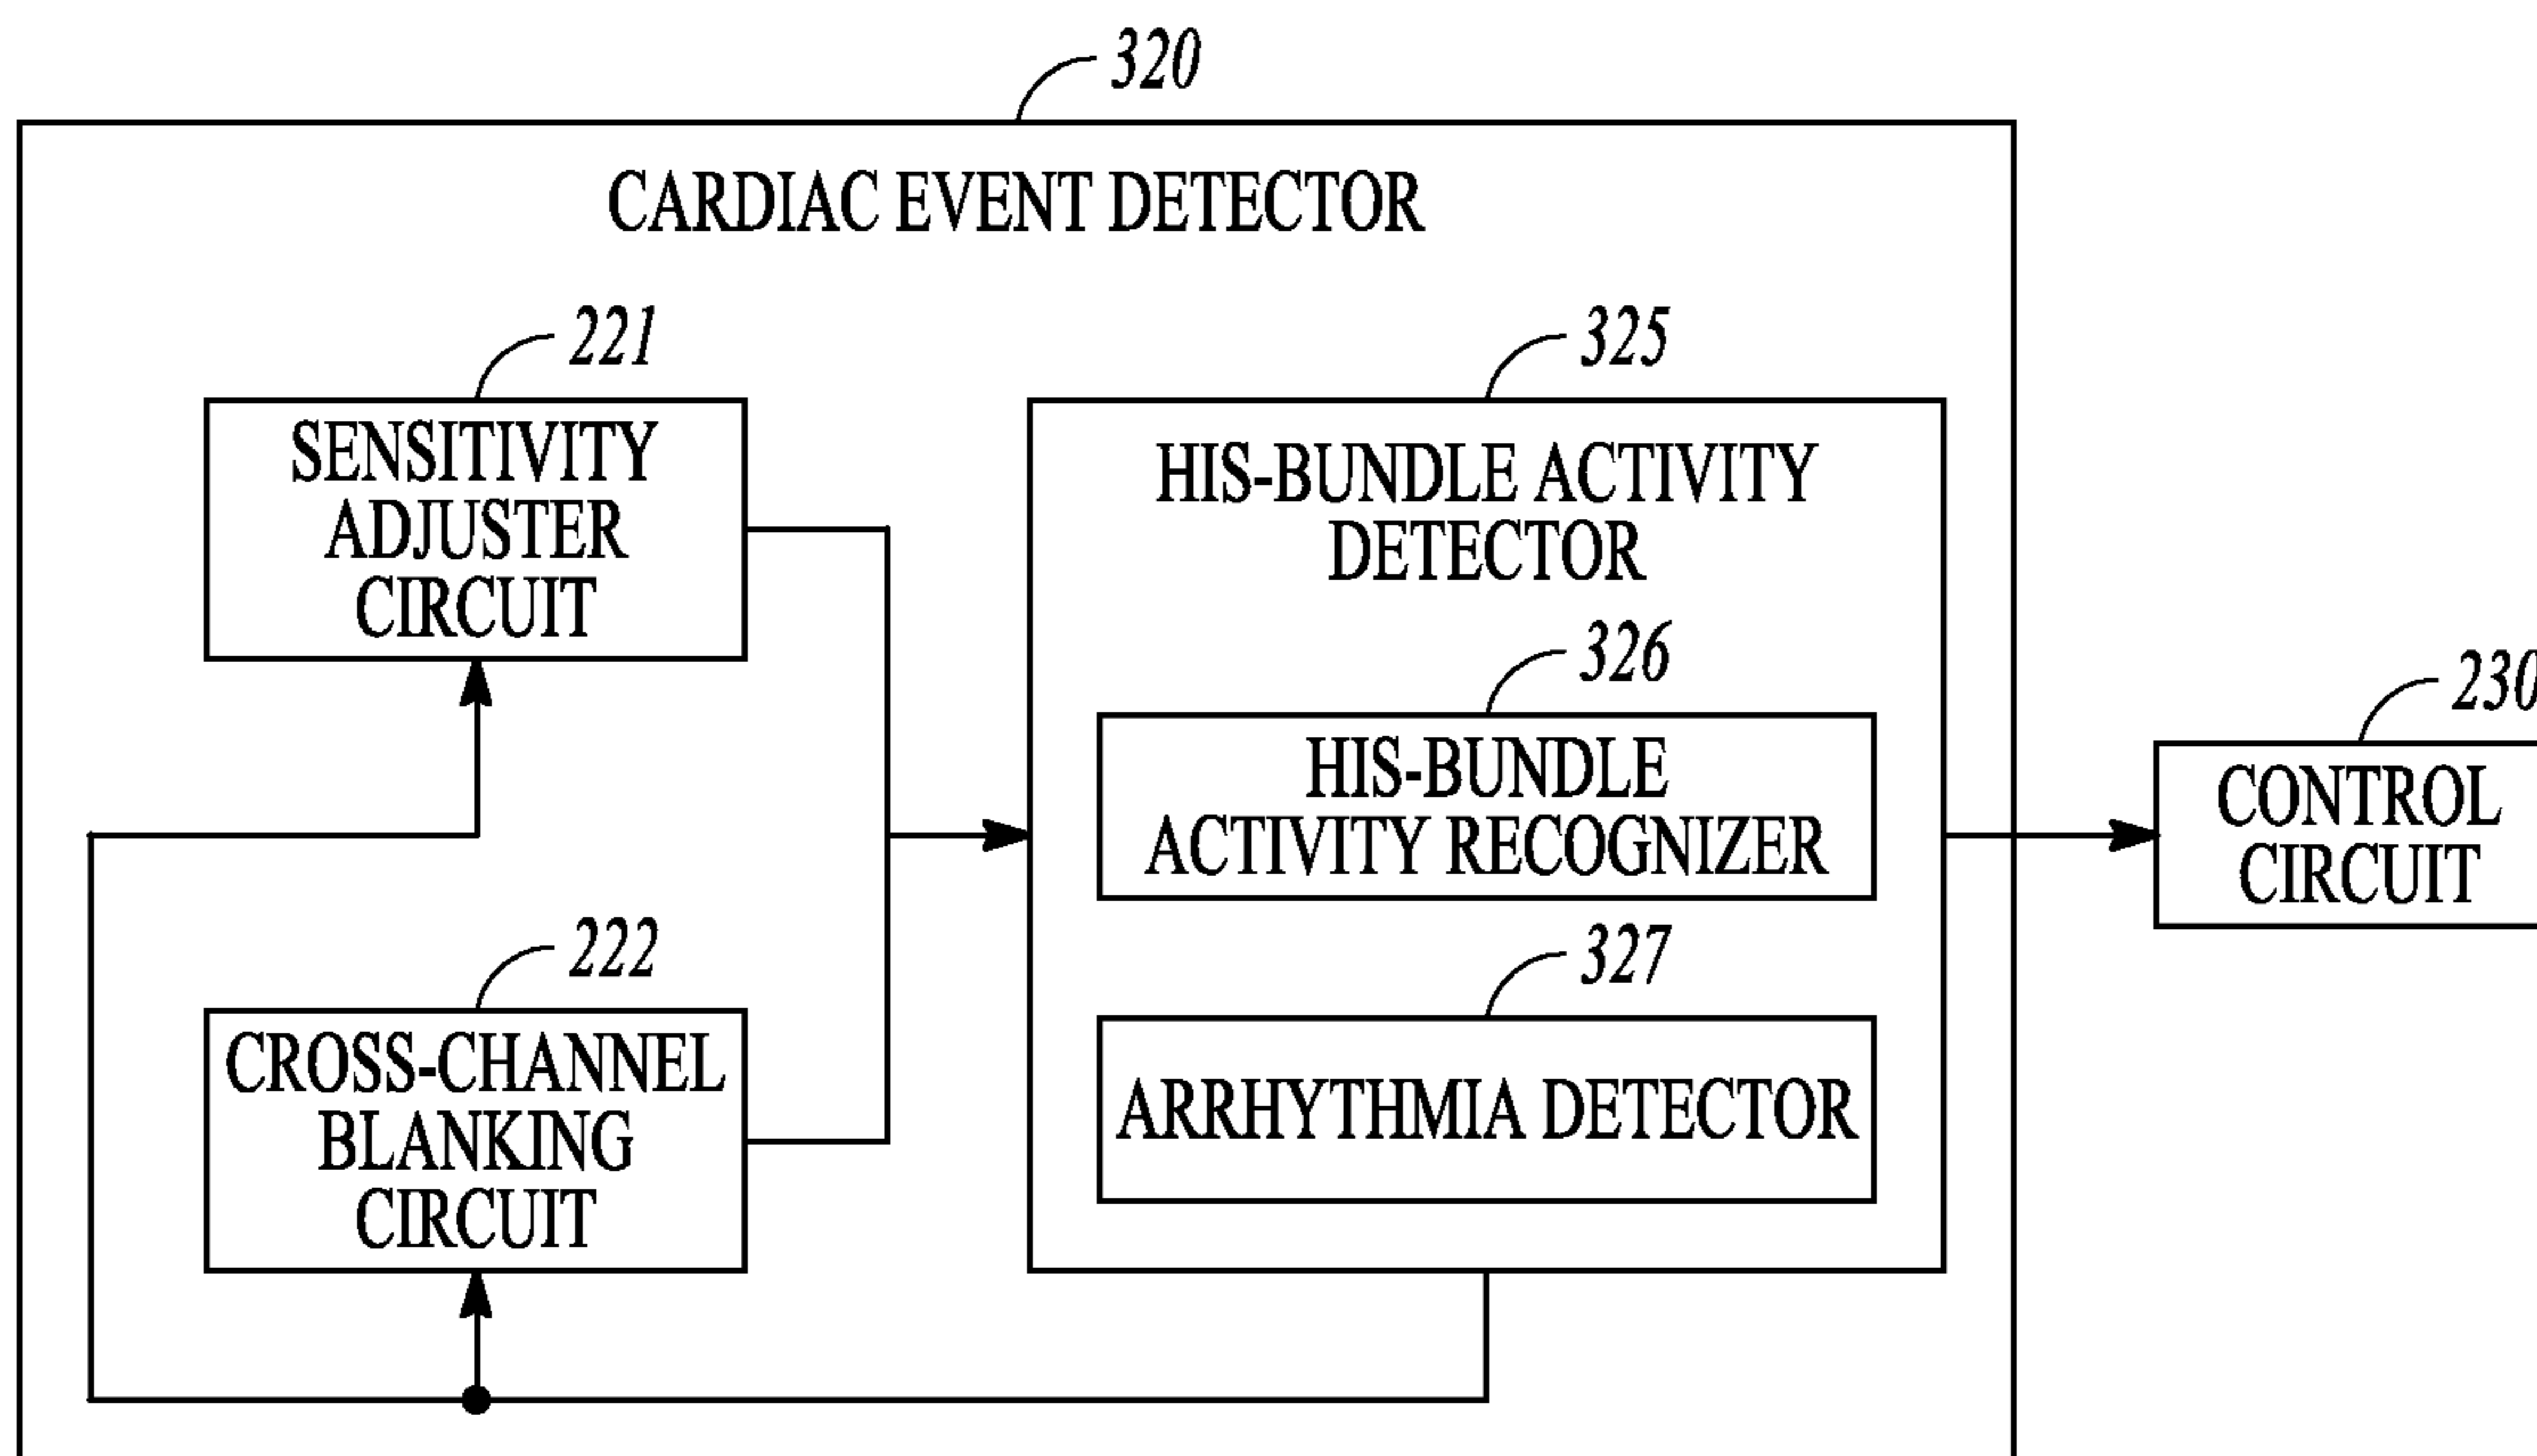 320
CARDIAC EVENT DETECTOR
221
SENSITIVITY
ADJUSTER
CIRCUIT
222
CROSS-CHANNEL
BLANKING
CIRCUIT
325
HIS-BUNDLE ACTIVITY
DETECTOR
326
HIS-BUNDLE
ACTIVITY RECOGNIZER
327
ARRHYTHMIA DETECTOR
230
CONTROL
CIRCUIT